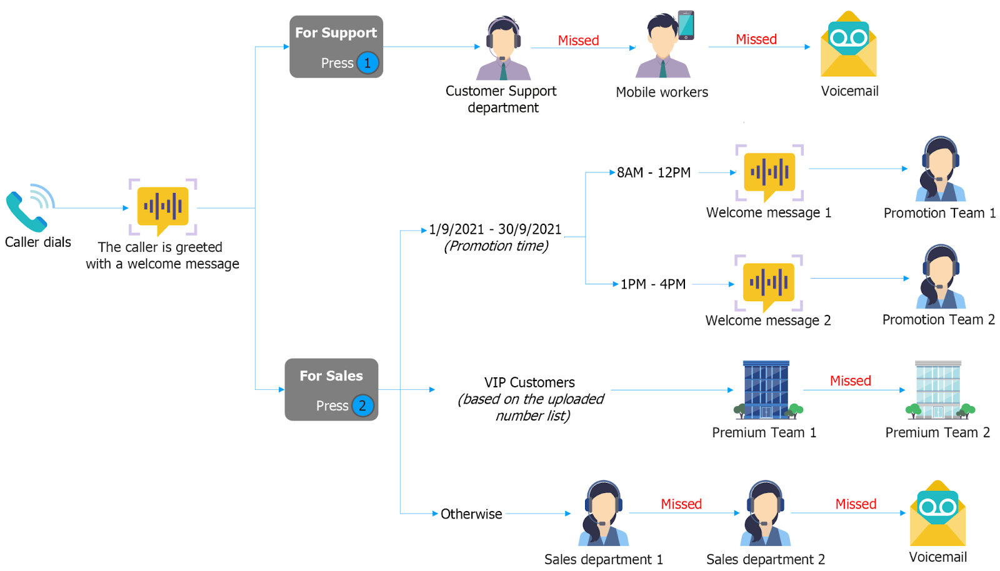 For Support
Press 1
Missed
Missed
Customer Support
department
Mobile workers
Voicemail
8AM - 12PM
Welcome message 1
Promotion Team 1
Caller dials
The caller is greeted
with a welcome message
1/9/2021 - 30/9/2021
(Promotion time)
1PM - 4PM
Welcome message 2
Promotion Team 2
For Sales
Press 2
VIP Customers
(based on the uploaded
number list)
Missed
Premium Team 1
Premium Team 2
Otherwise
Missed
Missed
Sales department 1
Sales department 2
Voicemail